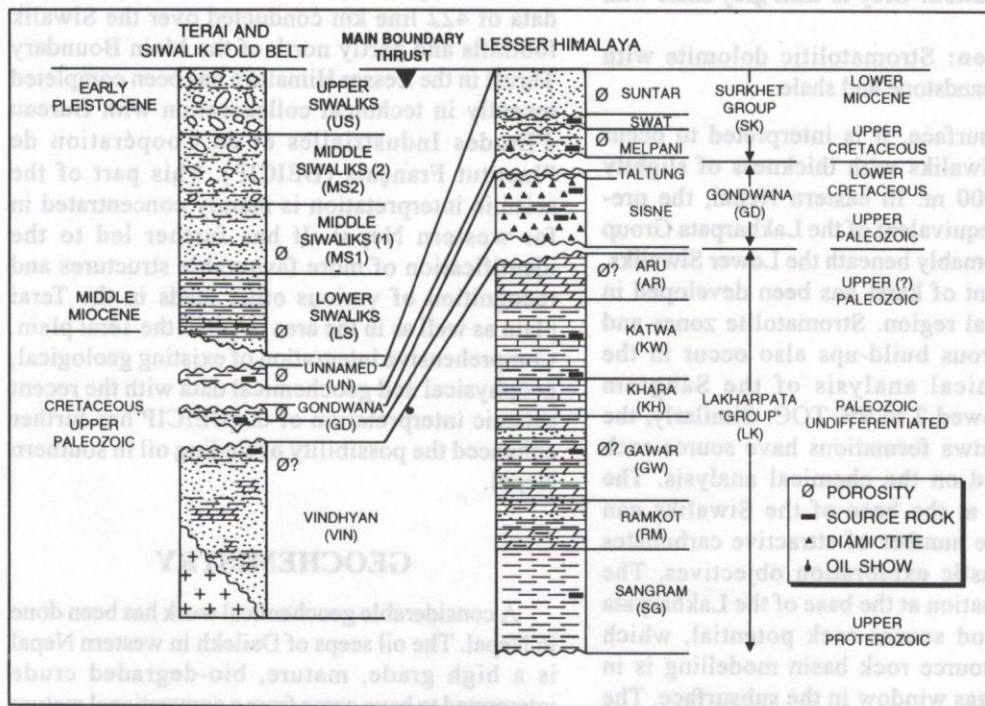 TERAI AND
SIWALIK FOLD BELT
MAIN BOUNDARY
THRUST
LESSER HIMALAYA
EARLY
PLEISTOCENE
UPPER
SIWALIKS
(US)
MIDDLE
SIWALIKS (2)
(MS2)
MIDDLE
SIWALIKS (1)
(MS1)
Ø
MIDDLE
MIOCENE
LOWER
SIWALIKS
(LS)
Ø
UNNAMED
(UN)
Ø
CRETACEOUS
UPPER PALEOZOIC
GONDWANA
(GD)
Ø
Ø?
VINDHYAN
(VIN)
Ø SUNTAR
SWAT
Ø MELPANI
TALTUNG
SISNE
Ø? ARU
(AR)
KATWA
(KW)
KHARA
(KH)
Ø? GAWAR
(GW)
RAMKOT
(RM)
SANGRAM
(SG)
SURKHET
GROUP
(SK)
GONDWANA
(GD)
LAKHARPATA
GROUP
(LK)
LOWER
MIOCENE
UPPER
CRETACEOUS
LOWER
CRETACEOUS
UPPER
PALEOZOIC
UPPER (?)
PALEOZOIC
PALEOZOIC
UNDIFFERENTIATED
UPPER
PROTEROZOIC
Ø POROSITY
SOURCE ROCK
DIAMICTITE
OIL SHOW